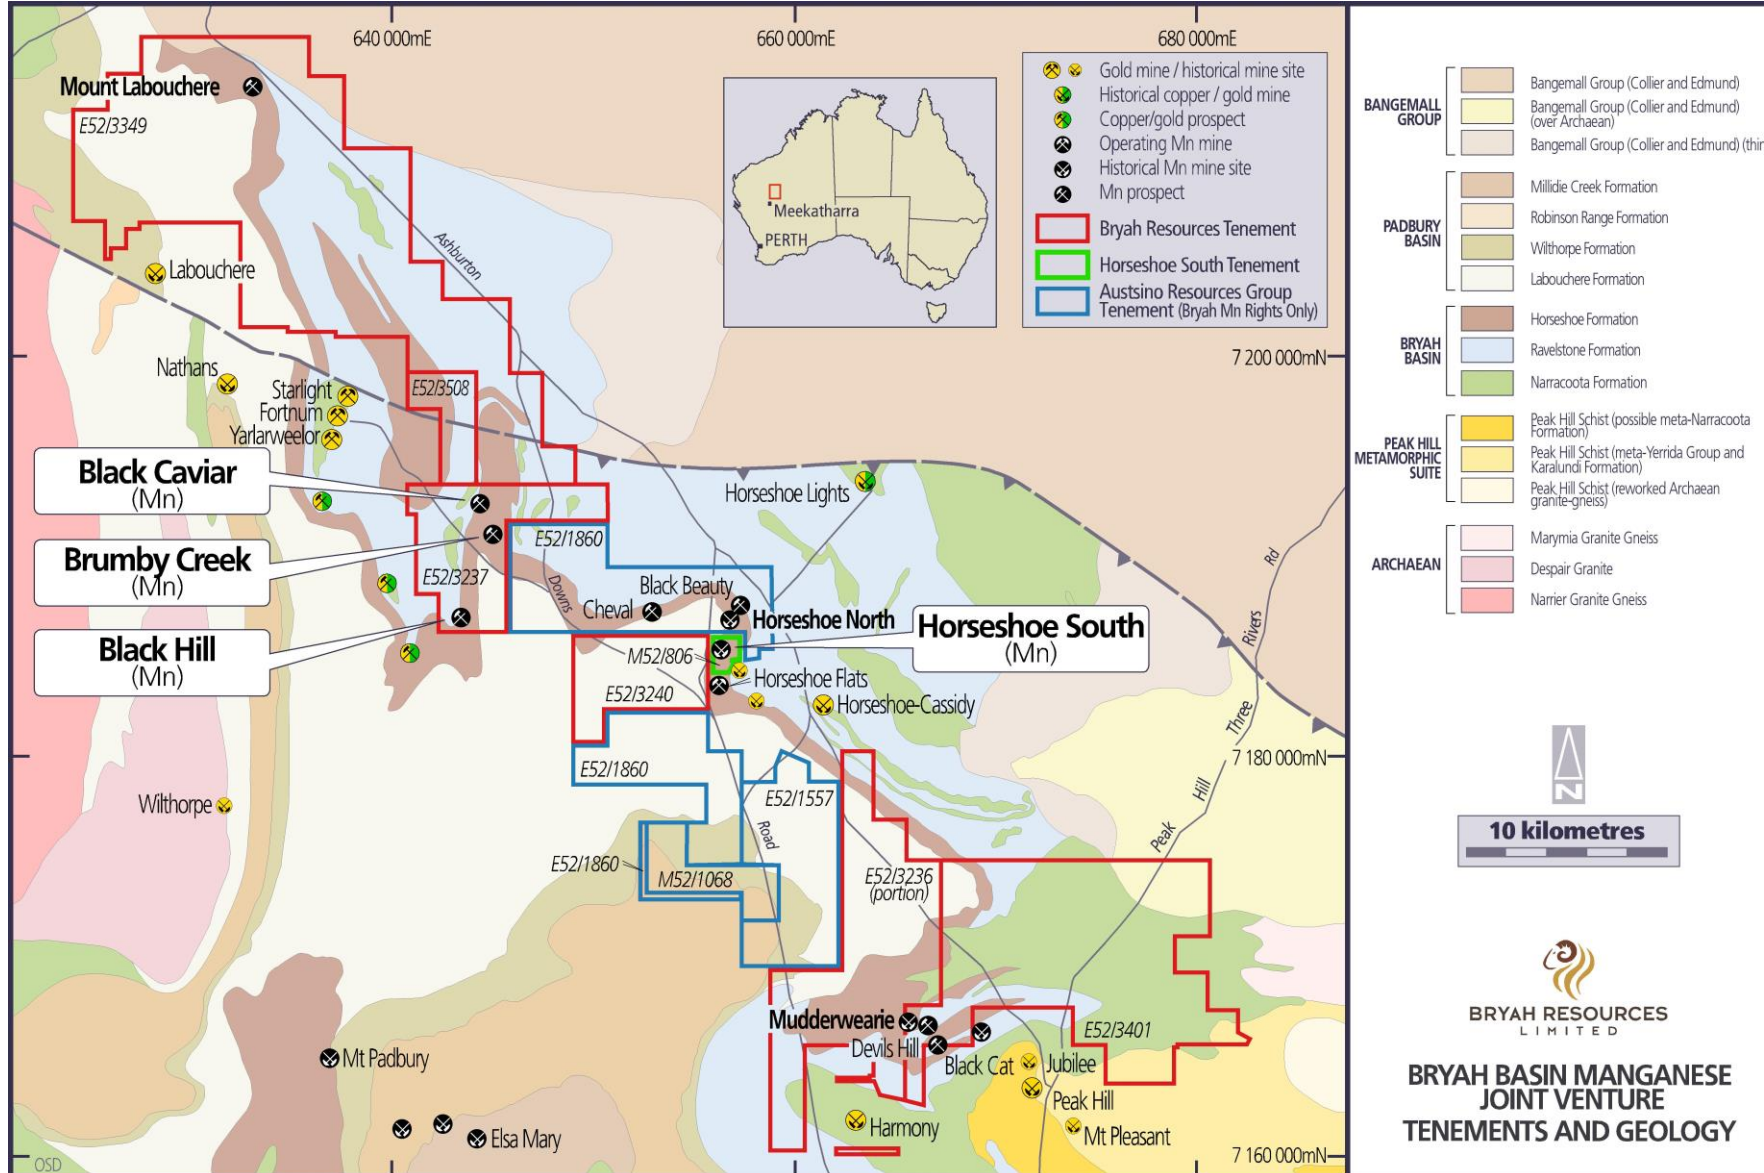 640 000mE
660 000mE
680 000mE
Mount Labouchere
E52/3349
Labouchere
Ashburton
Gold mine / historical mine site
Historical copper / gold mine
Copper/gold prospect
Operating Mn mine
Historical Mn mine site
Mn prospect
Bryah Resources Tenement
Horseshoe South Tenement
Austsino Resources Group
Tenement (Bryah Mn Rights Only)
Meekatharra
PERTH
7 200 000mN
Nathans
Starlight
Fortnum
Yarlarweelor
E52/3508
Black Caviar
(Mn)
Horseshoe Lights
Brumby Creek
(Mn)
E52/1860
E52/3237
Downs
Black Beauty
Cheval
Horseshoe North
Horseshoe South
(Mn)
Black Hill
(Mn)
M52/806
E52/3240
Horseshoe Flats
Horseshoe-Cassidy
Rd
Rivers
Three
Hill
Peak
7 180 000mN
E52/1860
E52/1557
Wilthorpe
Road
E52/1860
M52/1068
E52/3236
(portion)
Mudderwearie
Devils Hill
E52/3401
Black Cat
Jubilee
Peak Hill
Mt Pleasant
Harmony
Mt Padbury
Elsa Mary
7 160 000mN
OSD
BANGEMALL
GROUP
Bangemall Group (Collier and Edmund)
Bangemall Group (Collier and Edmund)
(over Archaean)
Bangemall Group (Collier and Edmund) (thin
PADBURY
BASIN
Millidie Creek Formation
Robinson Range Formation
Wilthorpe Formation
Labouchere Formation
BRYAH
BASIN
Horseshoe Formation
Ravelstone Formation
Narracoota Formation
PEAK HILL
METAMORPHIC
SUITE
Peak Hill Schist (possible meta-Narracoota
Formation)
Peak Hill Schist (meta-Yerrida Group and
Karalundi Formation)
Peak Hill Schist (reworked Archaean
granite-gneiss)
ARCHAEAN
Marymia Granite Gneiss
Despair Granite
Narrier Granite Gneiss
N
10 kilometres
BRYAH RESOURCES
LIMITED
BRYAH BASIN MANGANESE
JOINT VENTURE
TENEMENTS AND GEOLOGY